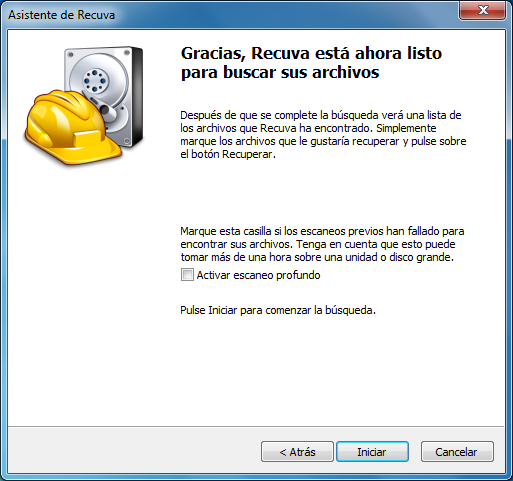 Asistente de Recuva
Gracias, Recuva está ahora listo
para buscar sus archivos
Después de que se complete la búsqueda verá una lista de
los archivos que Recuva ha encontrado. Simplemente
marque los archivos que le gustaría recuperar y pulse sobre
el botón Recuperar.
Marque esta casilla si los escaneos previos han fallado para
encontrar sus archivos. Tenga en cuenta que esto puede
tomar más de una hora sobre una unidad o disco grande.
Activar escaneo profundo
Pulse Iniciar para comenzar la búsqueda.
< Atrás
Iniciar
Cancelar